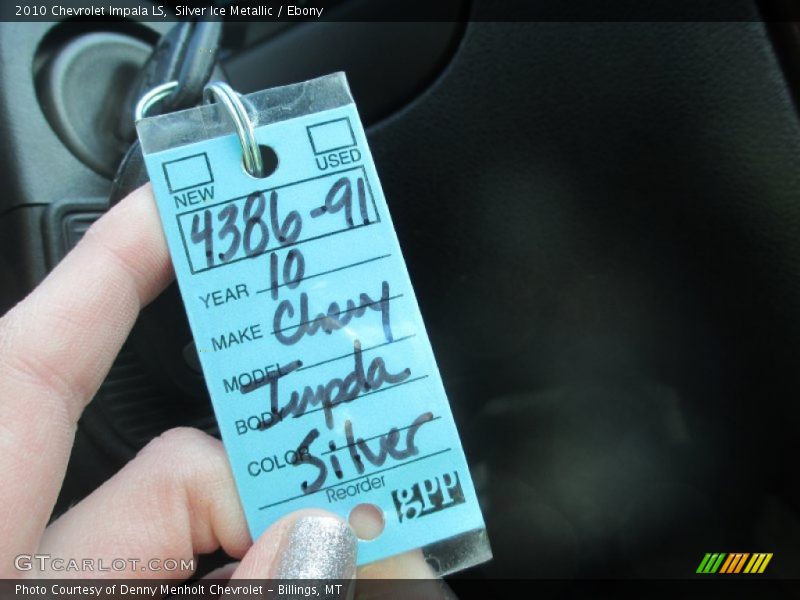 2010 Chevrolet Impala LS, Silver Ice Metallic / Ebony
NEW
USED
4386-91
YEAR 10
MAKE Chevy
MODEL Impala
BODY
COLOR Silver
Reorder gpp
GTCARLOT.COM
Photo Courtesy of Denny Menholt Chevrolet - Billings, MT